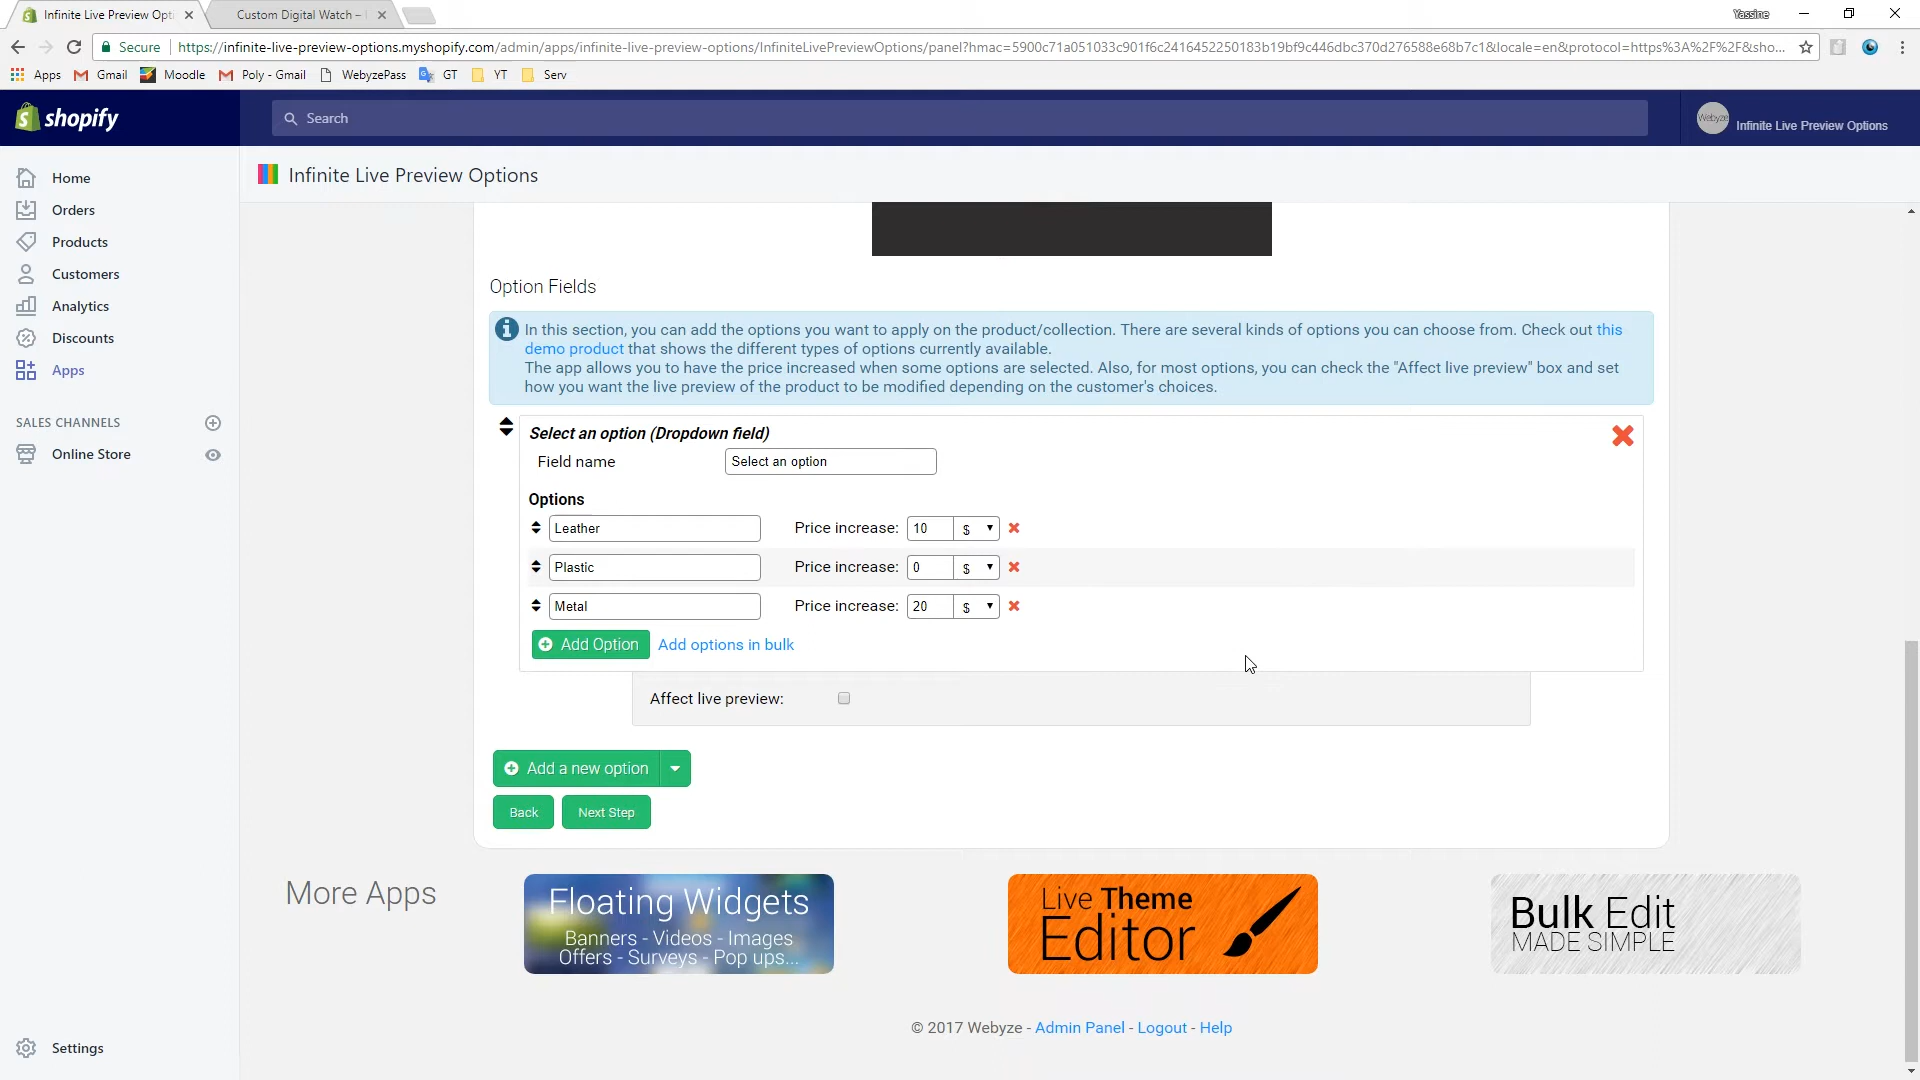 Infinite Live Preview Opti
Custom Digital Watch –
Yassine
Secure
https://infinite-live-preview-options.myshopify.com/admin/apps/infinite-live-preview-options/InfiniteLivePreviewOptions/panel?hmac=5900c71a051033c901f6c2416452250183b19bf9c446dbc370d276588e68b7c1&locale=en&protocol=https%3A%2F%2F&sho...
Apps
Gmail
Moodle
Poly - Gmail
WebyzePass
GT
YT
Serv
shopify
Search
Webyze
Infinite Live Preview Options
Home
Orders
Products
Customers
Analytics
Discounts
Apps
SALES CHANNELS
Online Store
Settings
Infinite Live Preview Options
Option Fields
In this section, you can add the options you want to apply on the product/collection. There are several kinds of options you can choose from. Check out this
demo product that shows the different types of options currently available.
The app allows you to have the price increased when some options are selected. Also, for most options, you can check the "Affect live preview" box and set
how you want the live preview of the product to be modified depending on the customer's choices.
Select an option (Dropdown field)
Field name Select an option
Options
Leather Price increase: 10 $
Plastic Price increase: 0 $
Metal Price increase: 20 $
Add Option Add options in bulk
Affect live preview:
Add a new option
Back Next Step
More Apps
Floating Widgets
Banners - Videos - Images
Offers - Surveys - Pop ups...
Live Theme
Editor
Bulk Edit
MADE SIMPLE
© 2017 Webyze - Admin Panel - Logout - Help